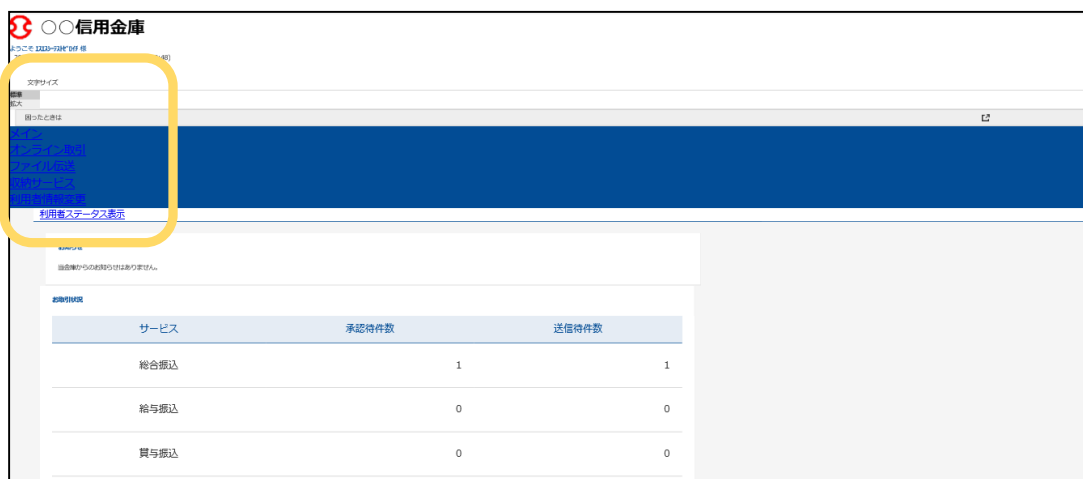 ○○信用金庫
ようこそ 様
文字サイズ
標準
拡大
困ったときは
メイン
オンライン取引
ファイル伝送
収納サービス
利用者情報変更
利用者ステータス表示
当金庫からのお知らせはありません。
お取引状況
サービス 承認待件数 送信待件数
総合振込 1 1
給与振込 0 0
賞与振込 0 0